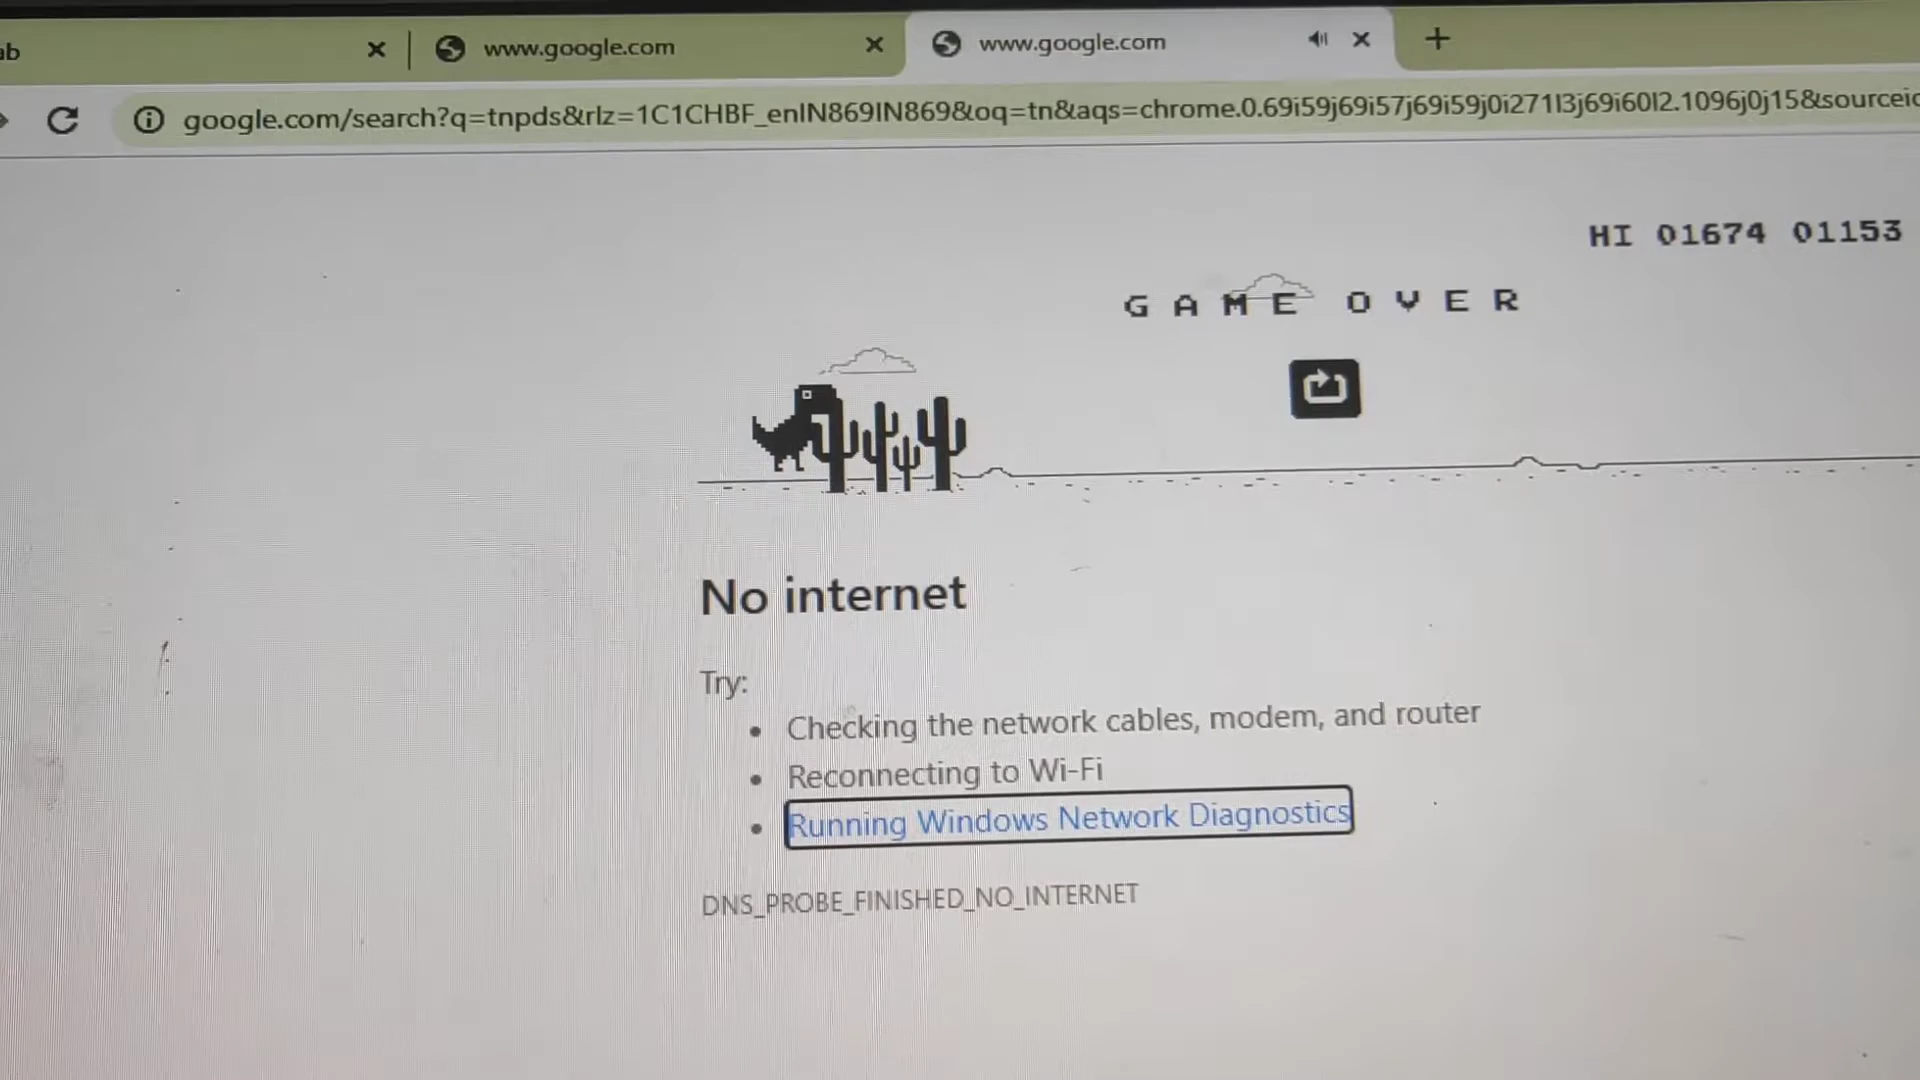 ab
www.google.com
www.google.com
google.com/search?q=tnpds&rlz=1C1CHBF_enIN869IN869&oq=tn&aqs=chrome.0.69i59j69i57j69i59j0i271l3j69i60l2.1096j0j15&sourceid
HI 01674 01153
GAME OVER
No internet
Try:
Checking the network cables, modem, and router
Reconnecting to Wi-Fi
Running Windows Network Diagnostics
DNS_PROBE_FINISHED_NO_INTERNET